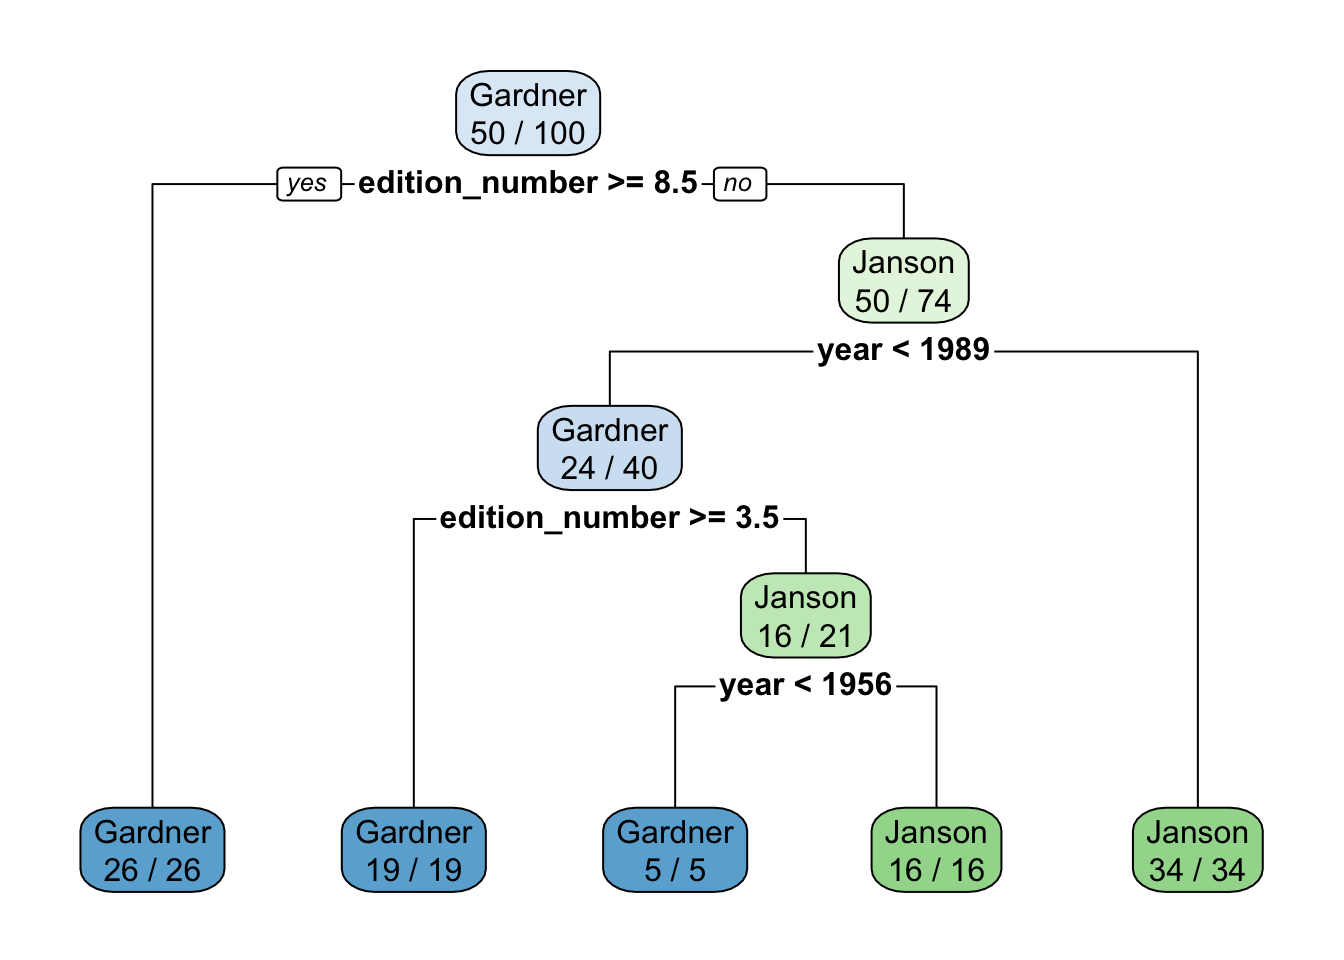 Gardner
50 / 100
yes
edition_number >= 8.5
no
Janson
50 / 74
year < 1989
Gardner
24 / 40
edition_number >= 3.5
Janson
16 / 21
year < 1956
Gardner
26 / 26
Gardner
19 / 19
Gardner
5 / 5
Janson
16 / 16
Janson
34 / 34